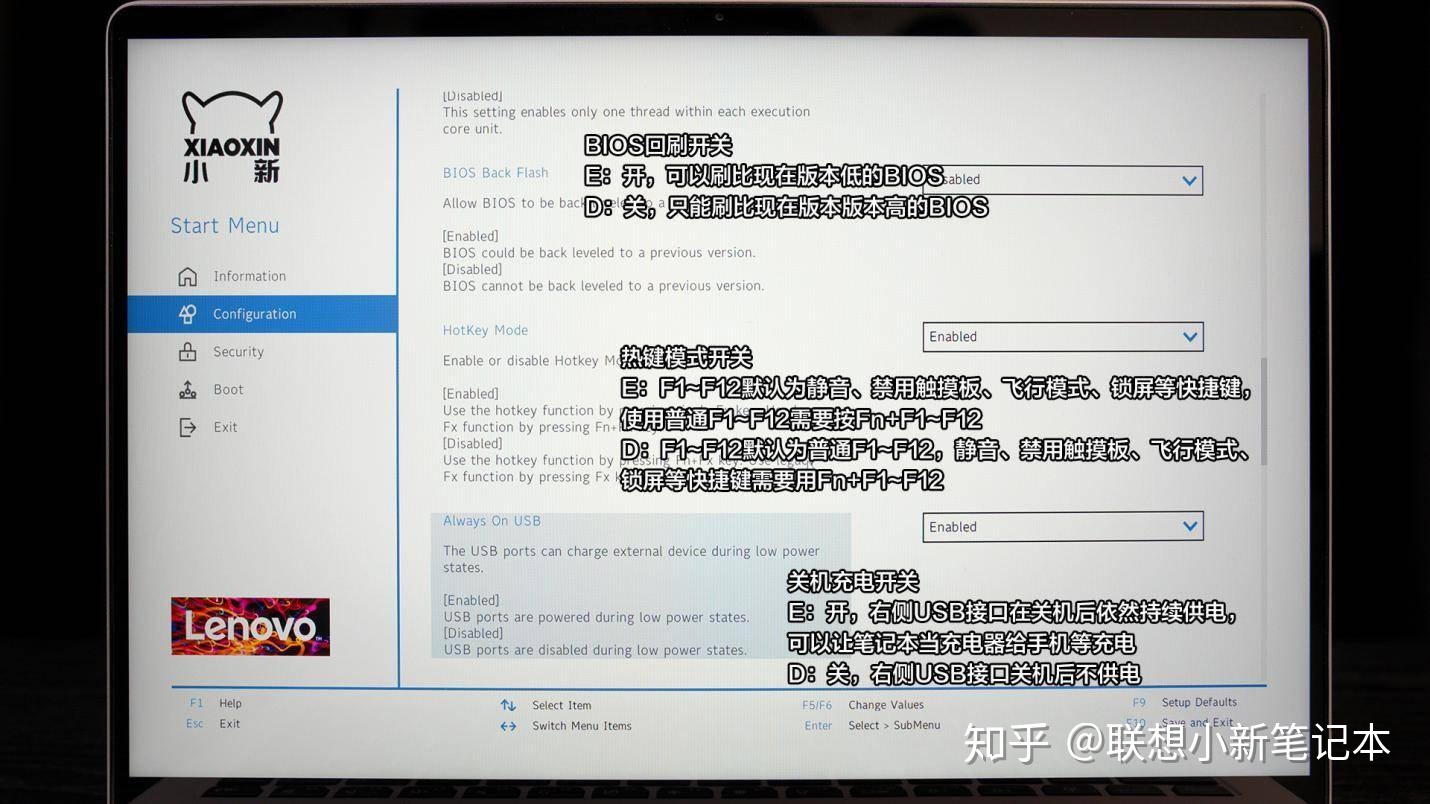 XIAOXIN
小 新
Start Menu
Information
Configuration
Security
Boot
Exit
Lenovo
[Disabled]
This setting enables only one thread within each execution
core unit.
BIOS Back Flash
abled
Allow BIOS to be back
BIOS回刷开关
E：开，可以刷比现在版本低的BIOS
D：关，只能刷比现在版本版本高的BIOS
[Enabled]
BIOS could be back leveled to a previous version.
[Disabled]
BIOS cannot be back leveled to a previous version.
HotKey Mode
Enabled
Enable or disable Hotkey
[Enabled]
Use the hotkey function by
Fx function by pressing Fn+
[Disabled]
Use the hotkey function by pressing Fn+Fx key. Use legacy
Fx function by pressing Fx
热键模式开关
E：F1~F12默认为静音、禁用触摸板、飞行模式、锁屏等快捷键，
使用普通F1~F12需要按Fn+F1~F12
D：F1~F12默认为普通F1~F12，静音、禁用触摸板、飞行模式、
锁屏等快捷键需要用Fn+F1~F12
Always On USB
Enabled
The USB ports can charge external device during low power
states.
[Enabled]
USB ports are powered during low power states.
[Disabled]
USB ports are disabled during low power states.
关机充电开关
E：开，右侧USB接口在关机后依然持续供电，
可以让笔记本当充电器给手机等充电
D：关，右侧USB接口关机后不供电
F1 Help
Esc Exit
Select Item
Switch Menu Items
F5/F6 Change Values
Enter Select > SubMenu
F9 Setup Defaults
F10 Save and Exit
知乎 @联想小新笔记本